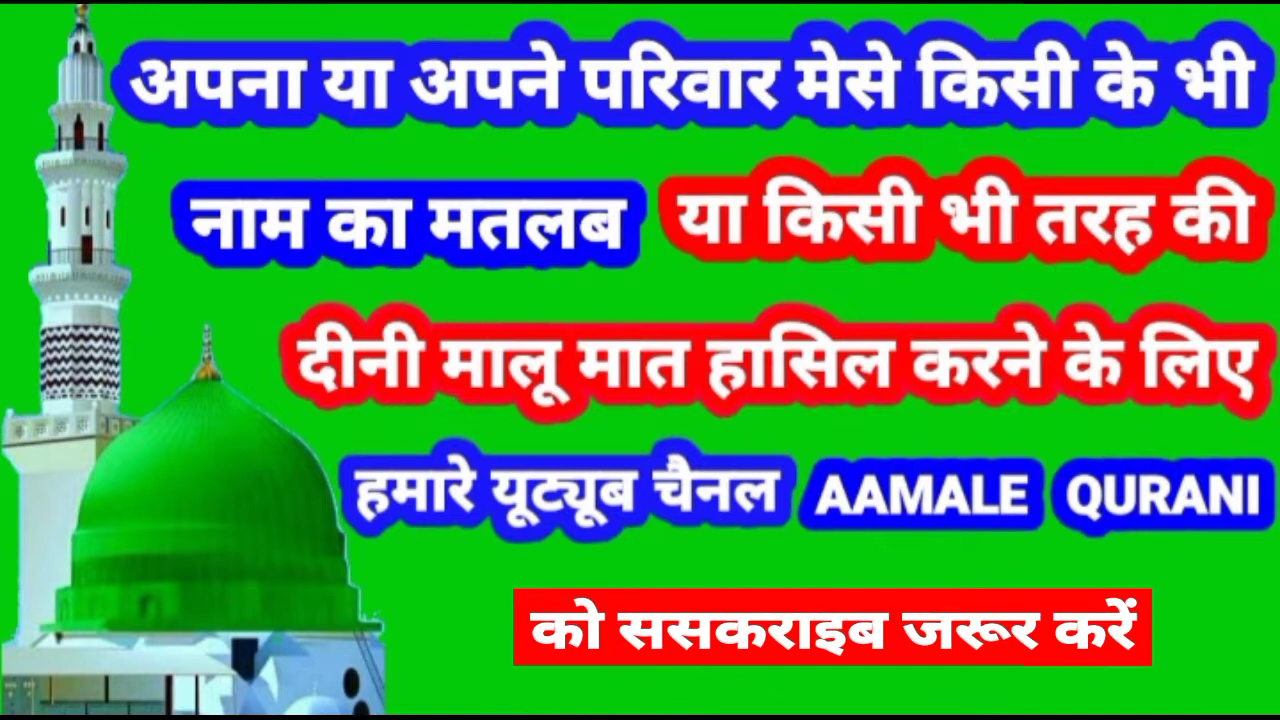 अपना या अपने परिवार मेसे किसी के भी
नाम का मतलब या किसी भी तरह की
दीनी मालू मात हासिल करने के लिए
हमारे यूट्यूब चैनल AAMALE QURANI
को ससकराइब जरूर करें